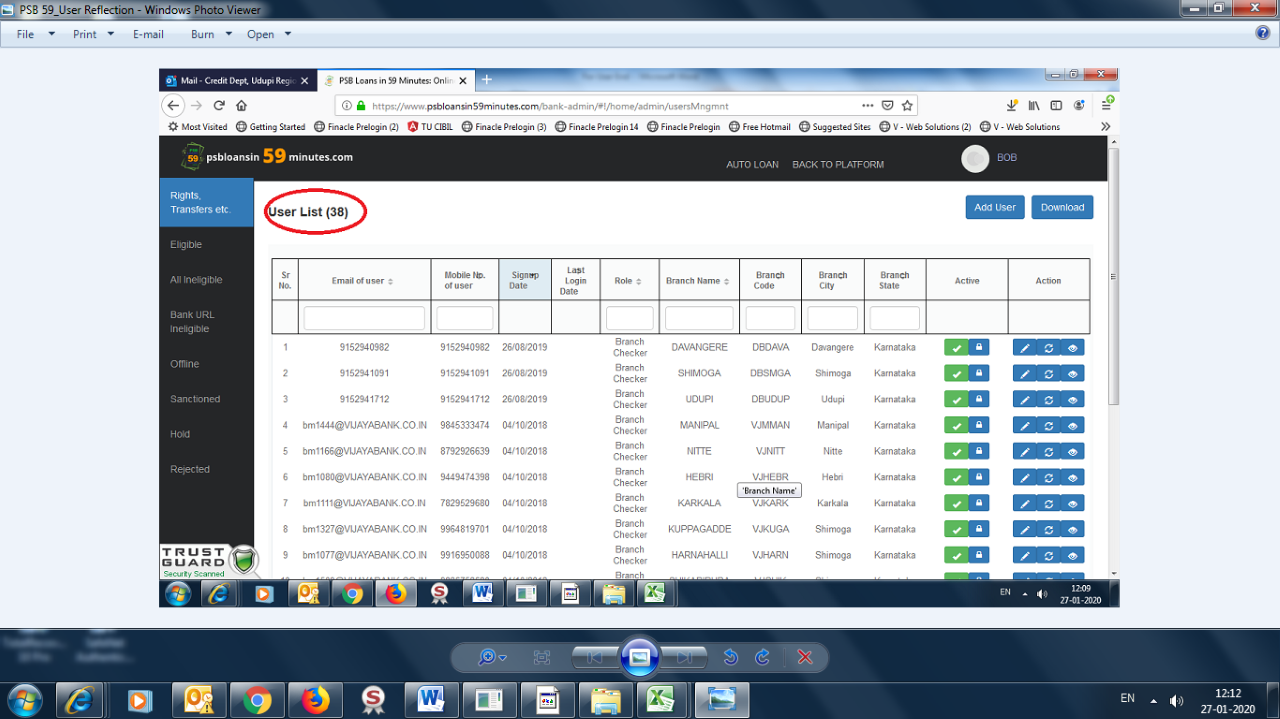 PSB 59_User Reflection - Windows Photo Viewer
File Print E-mail Burn Open
Mail - Credit Dept, Udupi Regio PSB Loans in 59 Minutes: Onlin
https://www.psbloansin59minutes.com/bank-admin/#!/home/admin/usersMngmnt
Most Visited Getting Started Finacle Prelogin (2) TU CIBIL Finacle Prelogin (3) Finacle Prelogin 14 Finacle Prelogin Free Hotmail Suggested Sites V - Web Solutions (2) V - Web Solutions
psbloansin 59 minutes.com
AUTO LOAN BACK TO PLATFORM BOB
Rights,
Transfers etc.
Eligible
All Ineligible
Bank URL
Ineligible
Offline
Sanctioned
Hold
Rejected
User List (38) Add User Download
Sr No. Email of user Mobile No. of user Signup Date Last Login Date Role Branch Name Branch Code Branch City Branch State Active Action
1 9152940982 9152940982 26/08/2019 Branch Checker DAVANGERE DBDAVA Davangere Karnataka
2 9152941091 9152941091 26/08/2019 Branch Checker SHIMOGA DBSMGA Shimoga Karnataka
3 9152941712 9152941712 26/08/2019 Branch Checker UDUPI DBUDUP Udupi Karnataka
4 bm1444@VIJAYABANK.CO.IN 9845333474 04/10/2018 Branch Checker MANIPAL VJMMAN Manipal Karnataka
5 bm1166@VIJAYABANK.CO.IN 8792926639 04/10/2018 Branch Checker NITTE VJNITT Nitte Karnataka
6 bm1080@VIJAYABANK.CO.IN 9449474398 04/10/2018 Branch Checker HEBRI VJHEBR Hebri Karnataka
'Branch Name'
7 bm1111@VIJAYABANK.CO.IN 7829529680 04/10/2018 Branch Checker KARKALA VJKARK Karkala Karnataka
8 bm1327@VIJAYABANK.CO.IN 9964819701 04/10/2018 Branch Checker KUPPAGADDE VJKUGA Shimoga Karnataka
9 bm1077@VIJAYABANK.CO.IN 9916950088 04/10/2018 Branch Checker HARNAHALLI VJHARN Shimoga Karnataka
Branch
TRUST
GUARD
Security Scanned
EN 12:09
27-01-2020
EN 12:12
27-01-2020